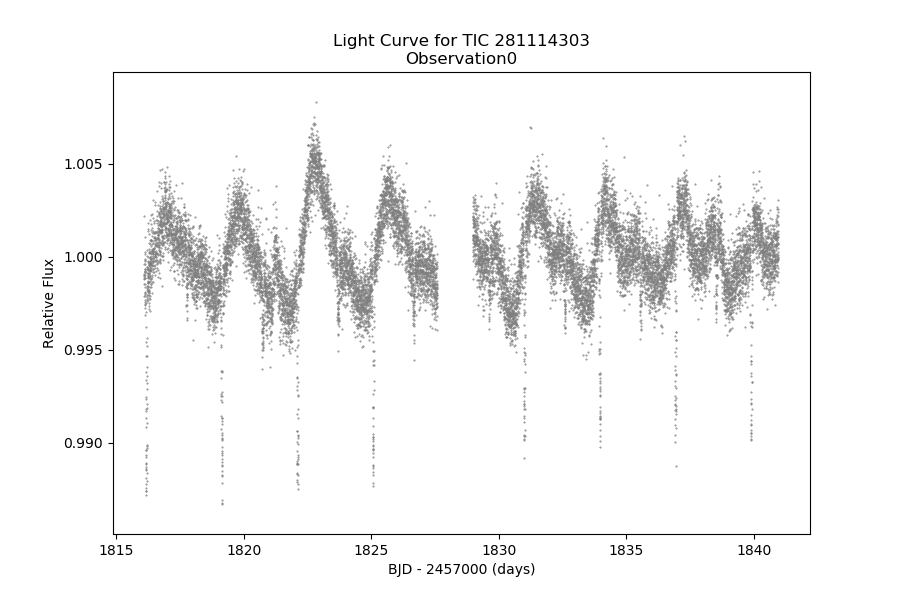 Light Curve for TIC 281114303
Observation0
1.005
1.000
0.995
0.990
Relative Flux
1815 1820 1825 1830 1835 1840
BJD - 2457000 (days)